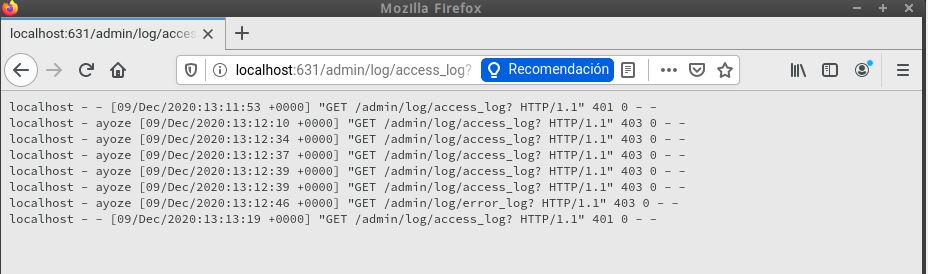 Mozilla Firefox
localhost:631/admin/log/acces
localhost:631/admin/log/access_log? Recomendación
localhost - - [09/Dec/2020:13:11:53 +0000] "GET /admin/log/access_log? HTTP/1.1" 401 0 - -
localhost - ayoze [09/Dec/2020:13:12:10 +0000] "GET /admin/log/access_log? HTTP/1.1" 403 0 - -
localhost - ayoze [09/Dec/2020:13:12:34 +0000] "GET /admin/log/access_log? HTTP/1.1" 403 0 - -
localhost - ayoze [09/Dec/2020:13:12:37 +0000] "GET /admin/log/access_log? HTTP/1.1" 403 0 - -
localhost - ayoze [09/Dec/2020:13:12:39 +0000] "GET /admin/log/access_log? HTTP/1.1" 403 0 - -
localhost - ayoze [09/Dec/2020:13:12:39 +0000] "GET /admin/log/access_log? HTTP/1.1" 403 0 - -
localhost - ayoze [09/Dec/2020:13:12:46 +0000] "GET /admin/log/error_log? HTTP/1.1" 403 0 - -
localhost - - [09/Dec/2020:13:13:19 +0000] "GET /admin/log/access_log? HTTP/1.1" 401 0 - -